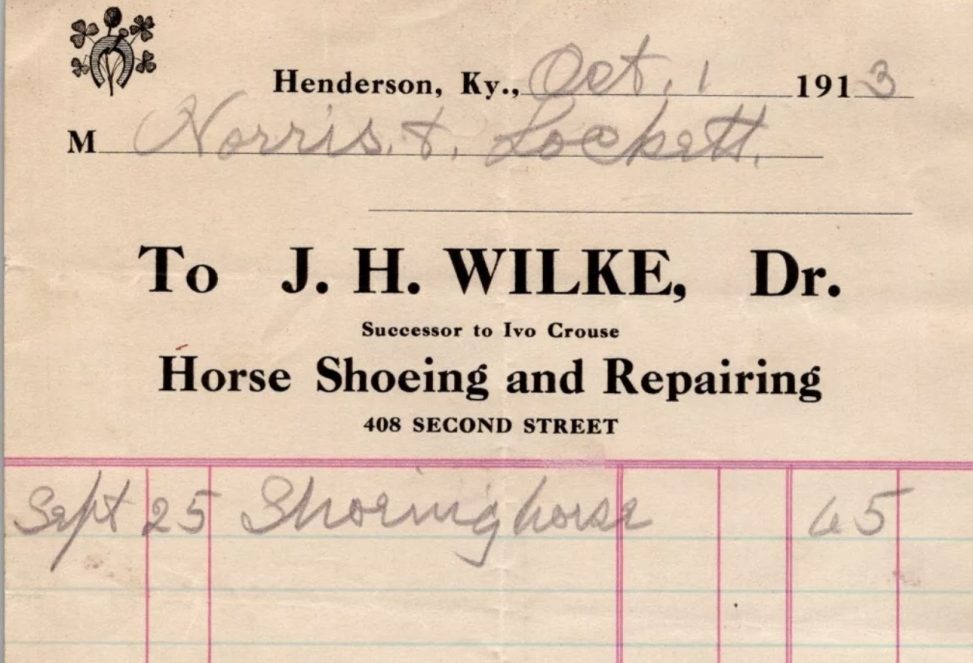 Henderson, Ky., Oct. 1 1913
M Norris. &. Lockett.
To J. H. WILKE, Dr.
Successor to Ivo Crouse
Horse Shoeing and Repairing
408 SECOND STREET
Sept 25 Shoeing horse 65